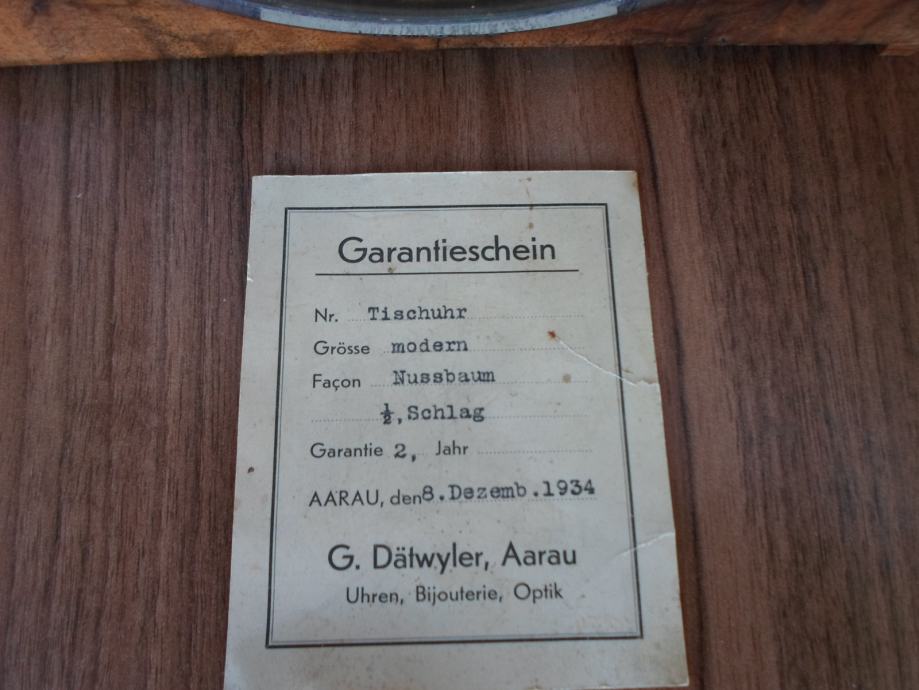 Garantieschein
Nr. Tischuhr
Grösse modern
Façon Nussbaum
½,Schlag
Garantie 2, Jahr
AARAU, den 8.Dezemb.1934
G. Dätwyler, Aarau
Uhren, Bijouterie, Optik